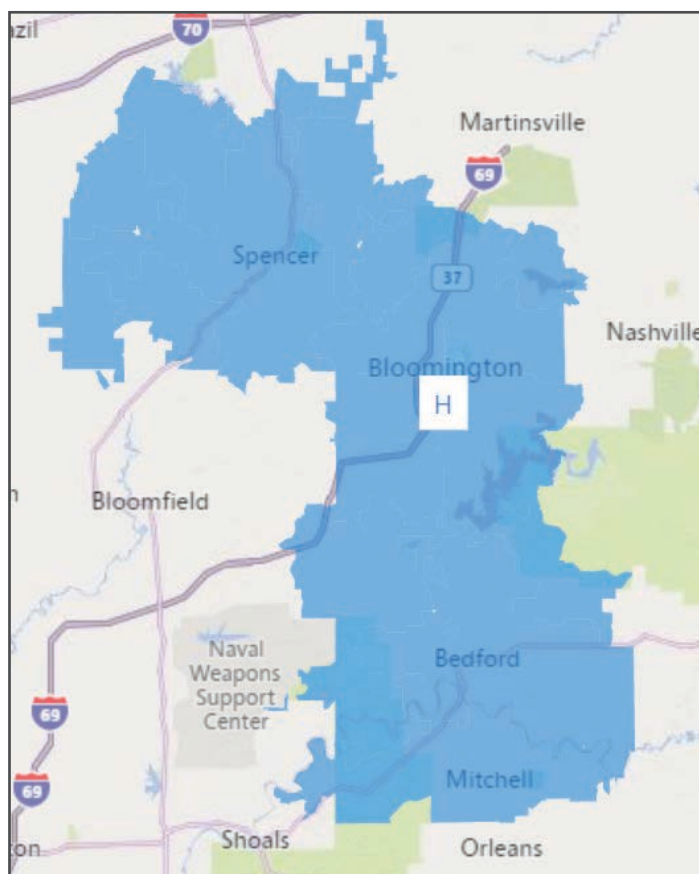 70
Martinsville
69
Spencer
37
Nashville
Bloomington
H
Bloomfield
Naval
Weapons
Support
Center
Bedford
69
Mitchell
69
Shoals
Orleans